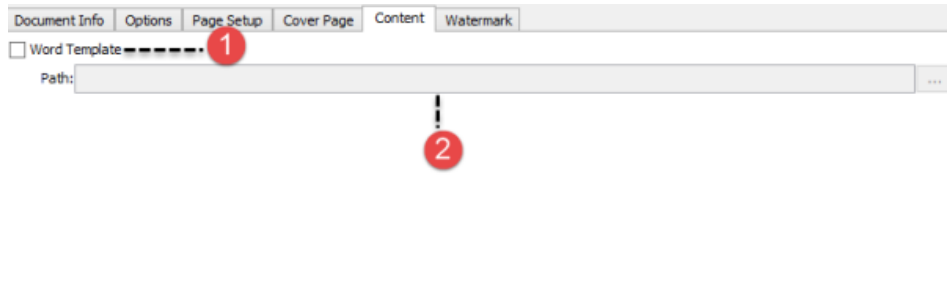 Document Info Options Page Setup Cover Page Content Watermark
Word Template 1
Path: ...
2